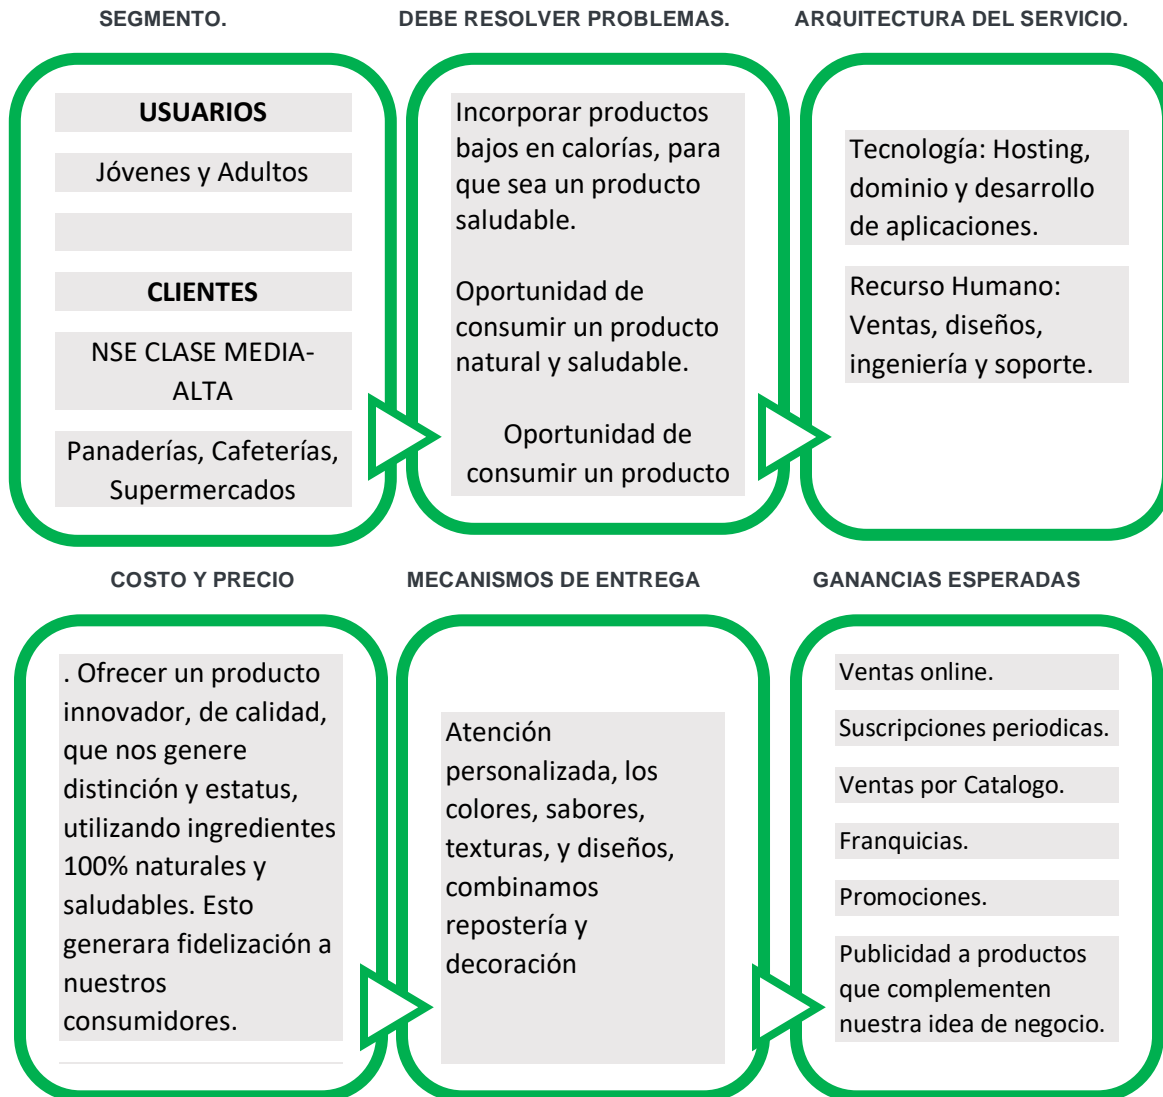 SEGMENTO.
USUARIOS
Jóvenes y Adultos
CLIENTES
NSE CLASE MEDIA-
ALTA
Panaderías, Cafeterías,
Supermercados
DEBE RESOLVER PROBLEMAS.
Incorporar productos
bajos en calorías, para
que sea un producto
saludable.
Oportunidad de
consumir un producto
natural y saludable.
Oportunidad de
consumir un producto
ARQUITECTURA DEL SERVICIO.
Tecnología: Hosting,
dominio y desarrollo
de aplicaciones.
Recurso Humano:
Ventas, diseños,
ingeniería y soporte.
COSTO Y PRECIO
. Ofrecer un producto
innovador, de calidad,
que nos genere
distinción y estatus,
utilizando ingredientes
100% naturales y
saludables. Esto
generara fidelización a
nuestros
consumidores.
MECANISMOS DE ENTREGA
Atención
personalizada, los
colores, sabores,
texturas, y diseños,
combinamos
repostería y
decoración
GANANCIAS ESPERADAS
Ventas online.
Suscripciones periodicas.
Ventas por Catalogo.
Franquicias.
Promociones.
Publicidad a productos
que complementen
nuestra idea de negocio.